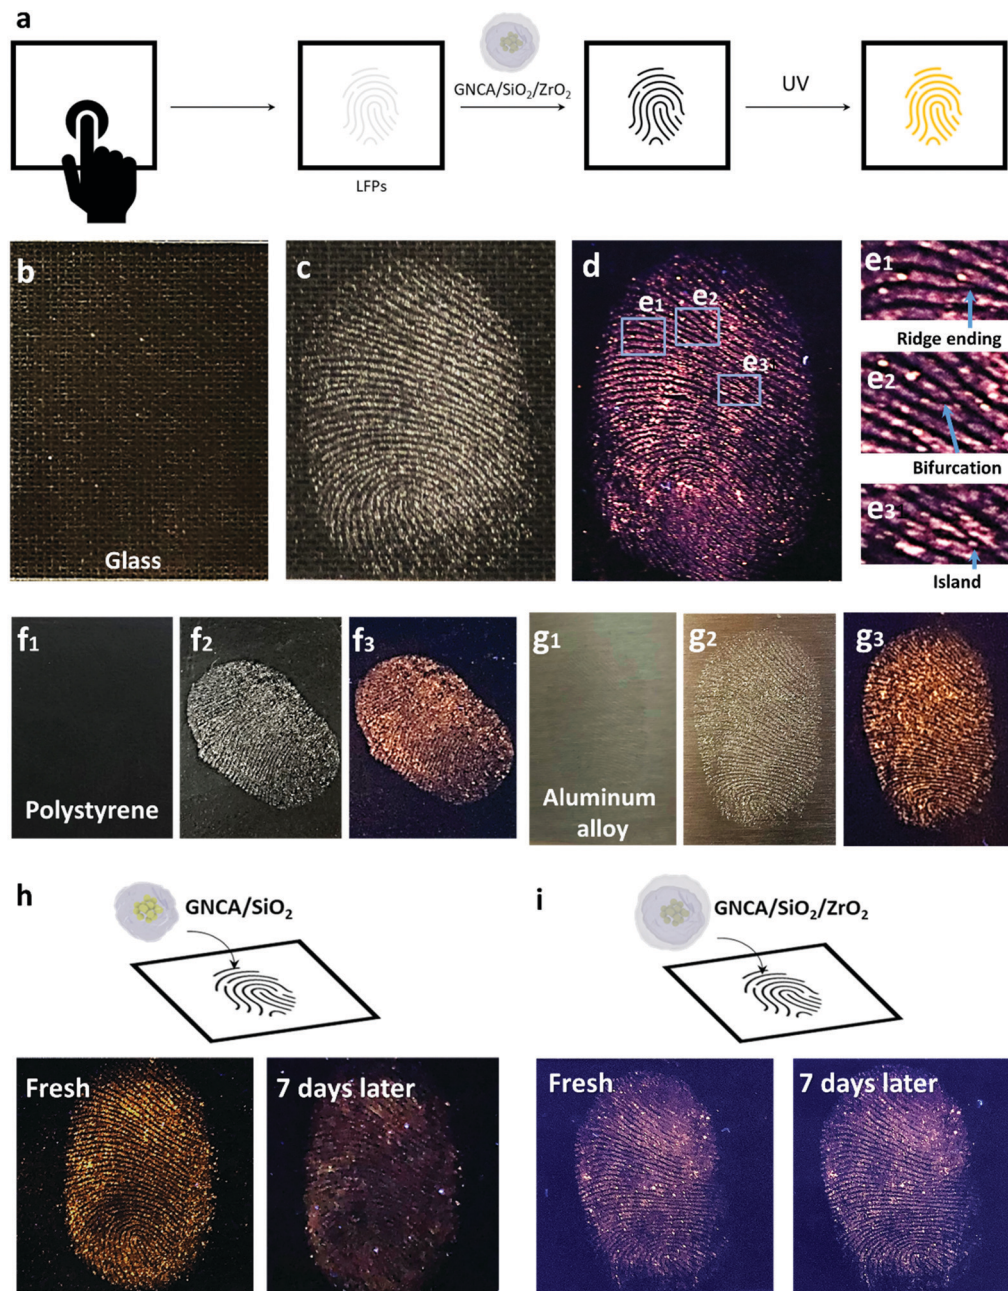 a
GNCA/SiO₂/ZrO₂
UV
LFPs
b
Glass
c
d
e1
e2
e3
e1
Ridge ending
e2
Bifurcation
e3
Island
f1
Polystyrene
f2
f3
g1
Aluminum
alloy
g2
g3
h
GNCA/SiO₂
Fresh
7 days later
i
GNCA/SiO₂/ZrO₂
Fresh
7 days later